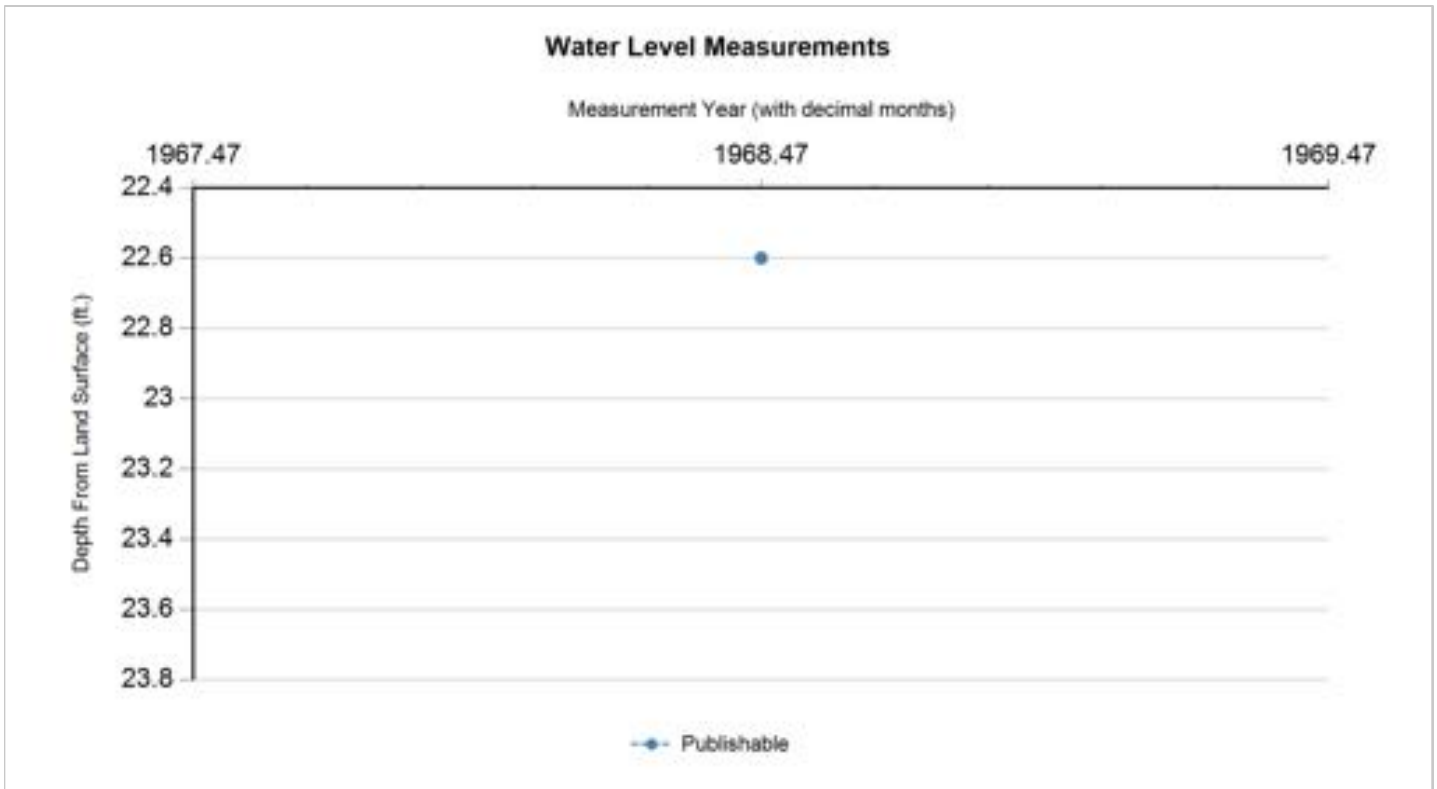 Water Level Measurements
Measurement Year (with decimal months)
1967.47 1968.47 1969.47
22.4
22.6
22.8
23
23.2
23.4
23.6
23.8
Depth From Land Surface (ft.)
Publishable